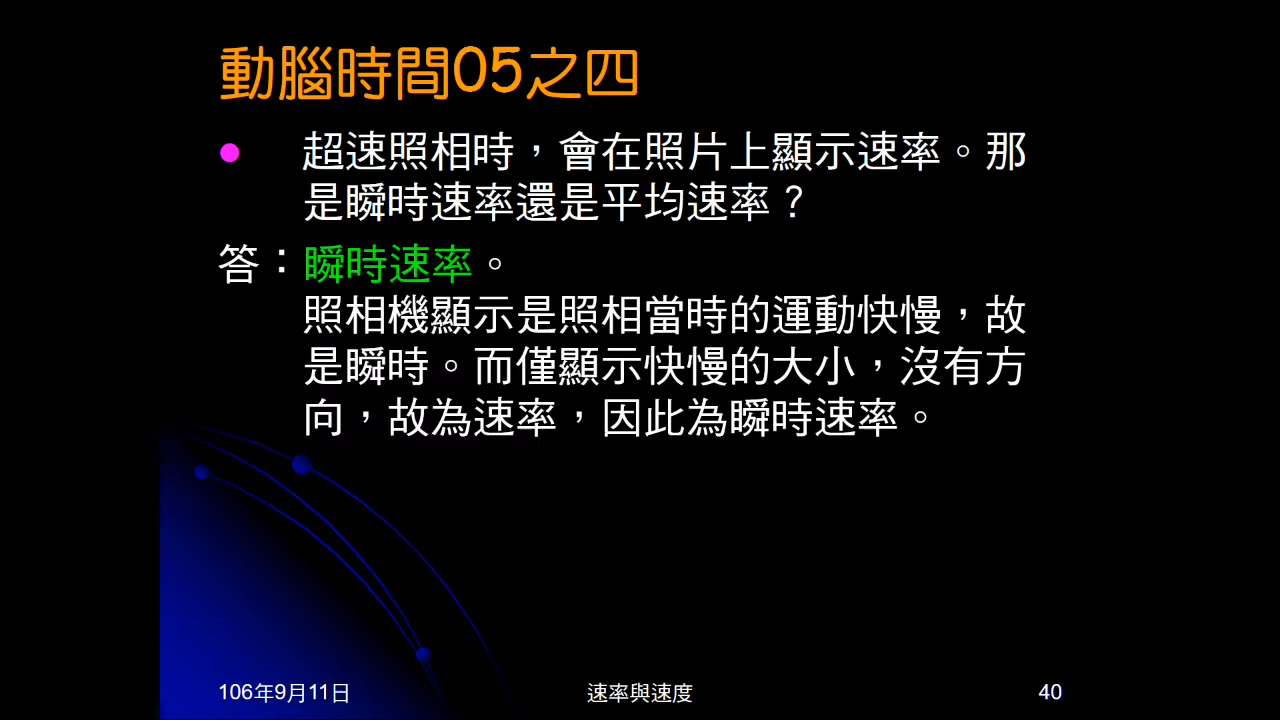 動腦時間05之四
超速照相時，會在照片上顯示速率。那
是瞬時速率還是平均速率？
答：瞬時速率。
照相機顯示是照相當時的運動快慢，故
是瞬時。而僅顯示快慢的大小，沒有方
向，故為速率，因此為瞬時速率。
106年9月11日 速率與速度 40